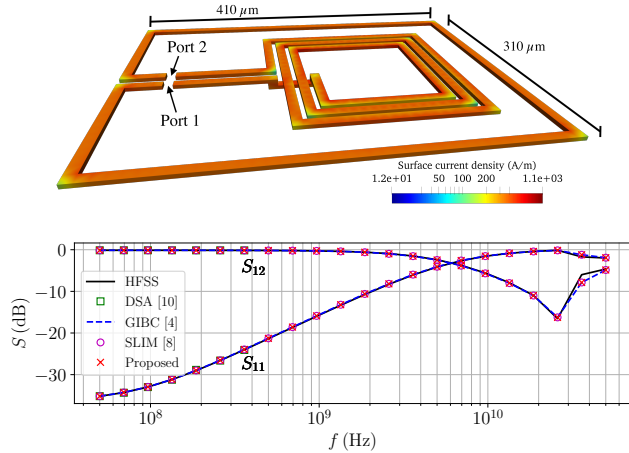 410 μm
310 μm
Port 2
Port 1
Surface current density (A/m)
1.2e+01 50 100 200 1.1e+03
S (dB)
0
−10
−20
−30
S12
S11
HFSS
DSA [10]
GIBC [4]
SLIM [8]
Proposed
10^8 10^9 10^10
f (Hz)